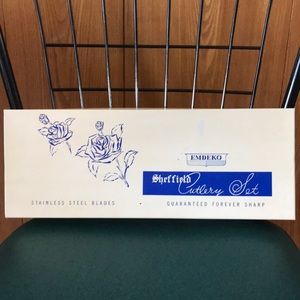 EMDEKO
Sheffield
Cutlery Set
STAINLESS STEEL BLADES
GUARANTEED FOREVER SHARP